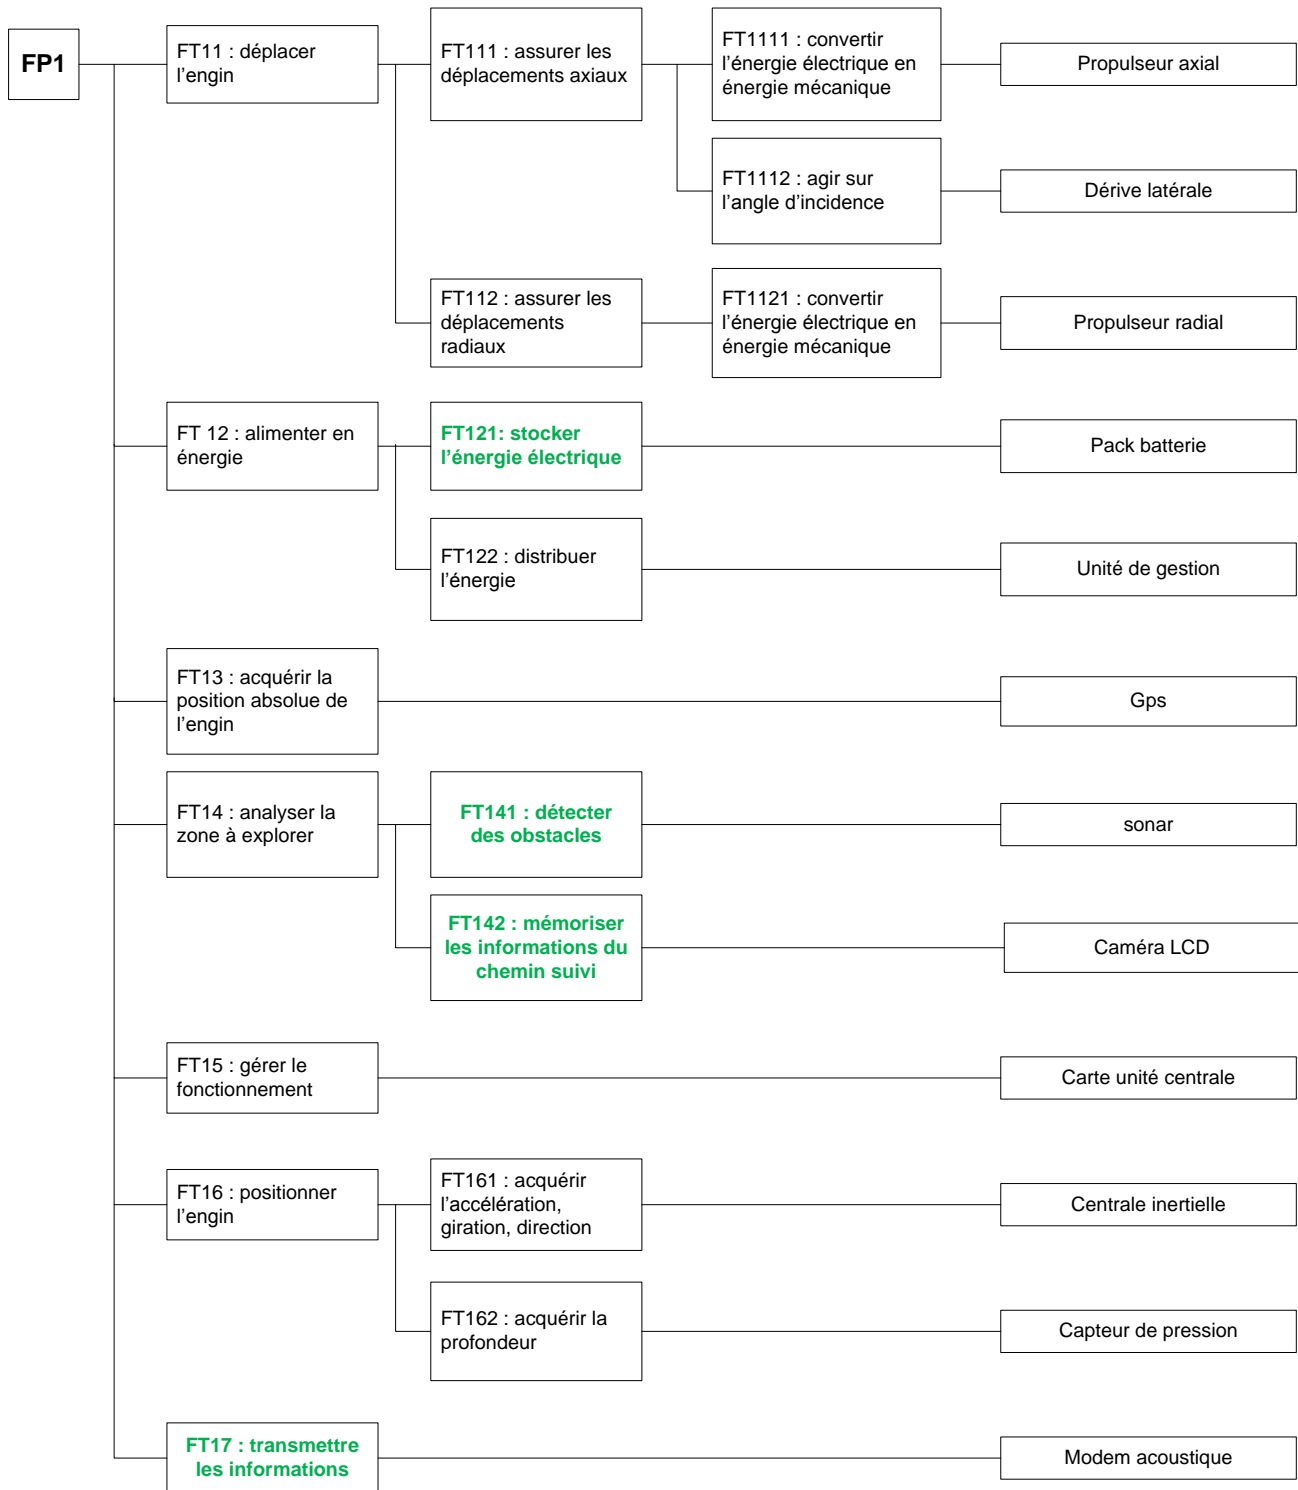 FP1
FT11 : déplacer
l’engin
FT111 : assurer les
déplacements axiaux
FT1111 : convertir
l’énergie électrique en
énergie mécanique
Propulseur axial
FT1112 : agir sur
l’angle d’incidence
Dérive latérale
FT112 : assurer les
déplacements
radiaux
FT1121 : convertir
l’énergie électrique en
énergie mécanique
Propulseur radial
FT 12 : alimenter en
énergie
FT121: stocker
l’énergie électrique
Pack batterie
FT122 : distribuer
l’énergie
Unité de gestion
FT13 : acquérir la
position absolue de
l’engin
Gps
FT14 : analyser la
zone à explorer
FT141 : détecter
des obstacles
sonar
FT142 : mémoriser
les informations du
chemin suivi
Caméra LCD
FT15 : gérer le
fonctionnement
Carte unité centrale
FT16 : positionner
l’engin
FT161 : acquérir
l’accélération,
giration, direction
Centrale inertielle
FT162 : acquérir la
profondeur
Capteur de pression
FT17 : transmettre
les informations
Modem acoustique